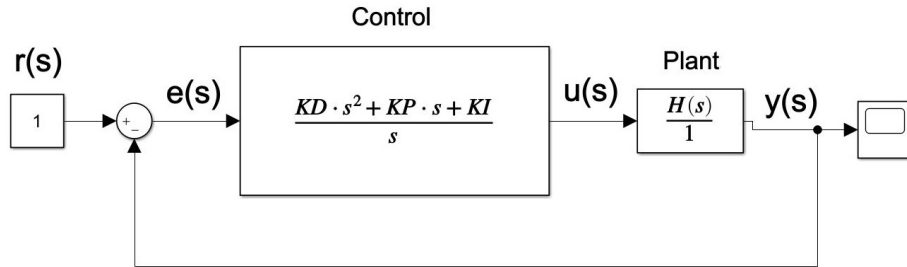 Control
r(s)
1
+
−
e(s)
KD · s² + KP · s + KI
s
u(s)
Plant
H(s)
1
y(s)